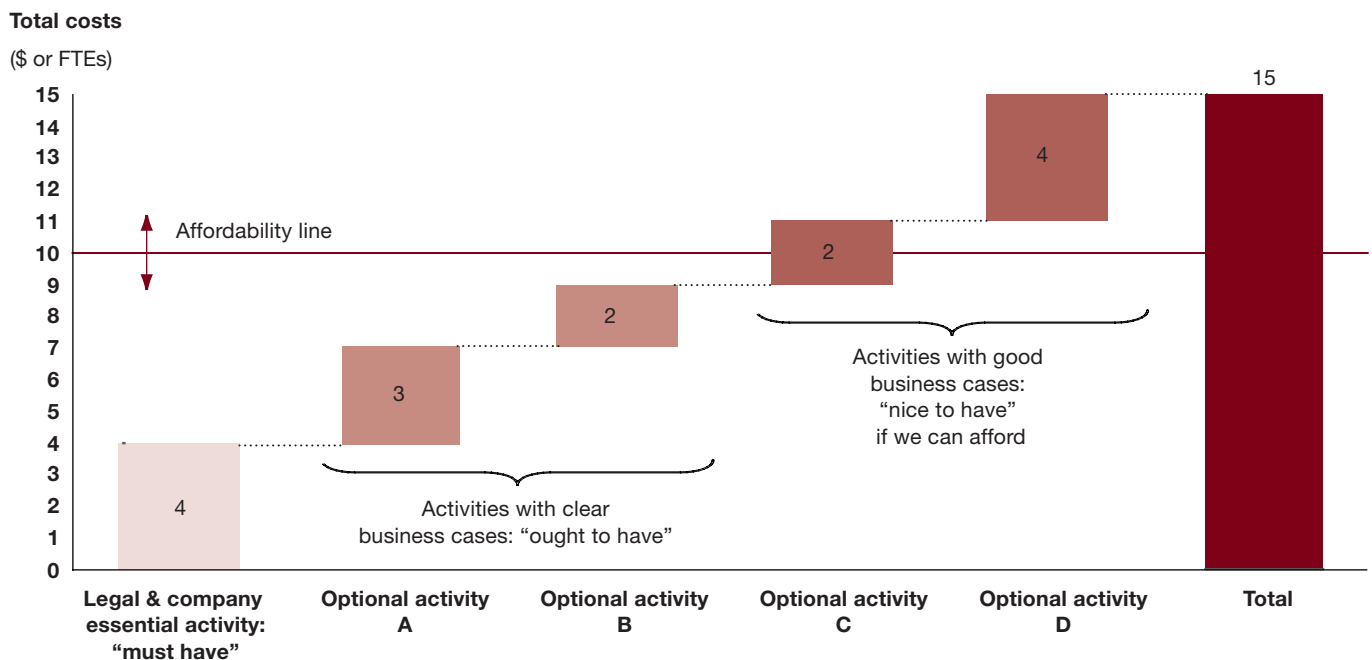 Total costs
($ or FTEs)
15
15
14
13
12
11
10
9
8
7
6
5
4
3
2
1
0
Affordability line
4
3
2
2
4
Activities with clear
business cases: “ought to have”
Activities with good
business cases:
“nice to have”
if we can afford
Legal & company
essential activity:
“must have”
Optional activity
A
Optional activity
B
Optional activity
C
Optional activity
D
Total